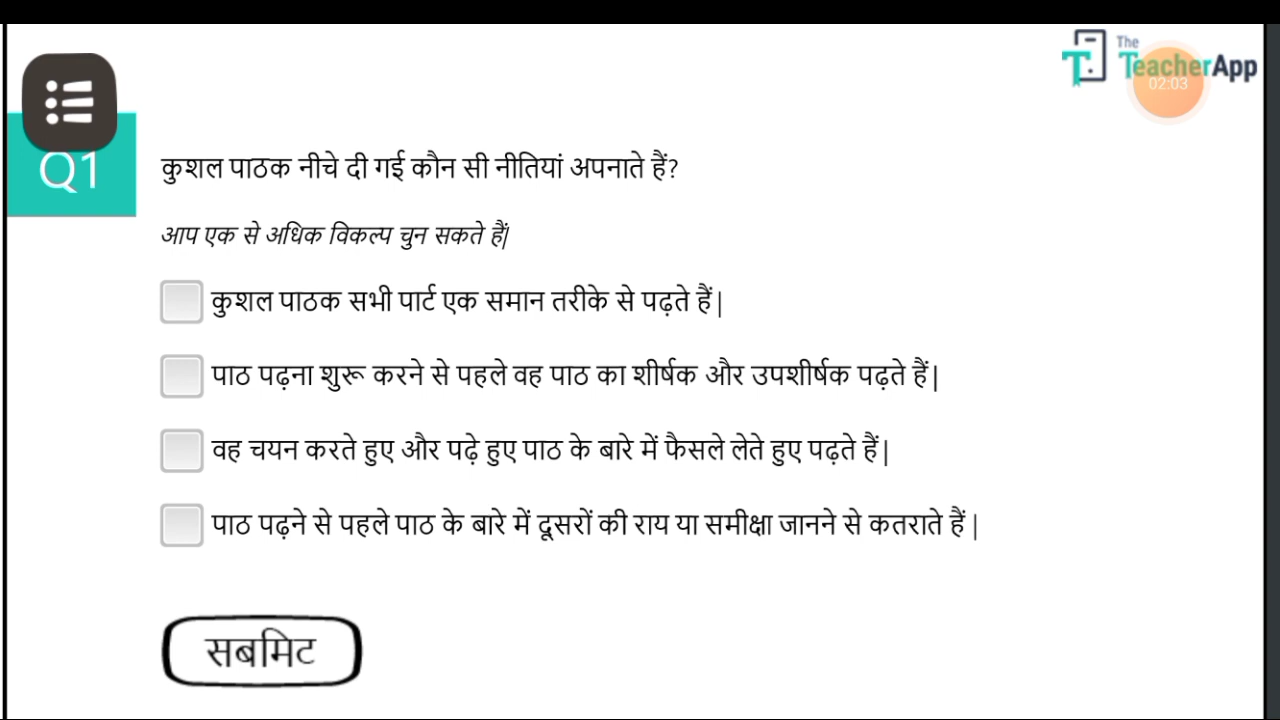 The
TeacherApp
02:03
Q1
कुशल पाठक नीचे दी गई कौन सी नीतियां अपनाते हैं?
आप एक से अधिक विकल्प चुन सकते हैं|
कुशल पाठक सभी पार्ट एक समान तरीके से पढ़ते हैं|
पाठ पढ़ना शुरू करने से पहले वह पाठ का शीर्षक और उपशीर्षक पढ़ते हैं|
वह चयन करते हुए और पढ़े हुए पाठ के बारे में फैसले लेते हुए पढ़ते हैं|
पाठ पढ़ने से पहले पाठ के बारे में दूसरों की राय या समीक्षा जानने से कतराते हैं |
सबमिट